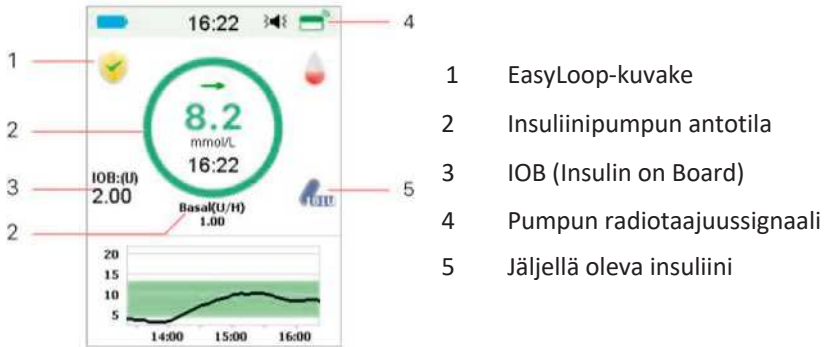 16:22
4
1
8.2
mmol/L
16:22
2
IOB:(U)
2.00
3
5
Basal(U/H)
1.00
2
20
15
10
5
14:00 15:00 16:00
1 EasyLoop-kuvake
2 Insuliinipumpun antotila
3 IOB (Insulin on Board)
4 Pumpun radiotaajuussignaali
5 Jäljellä oleva insuliini